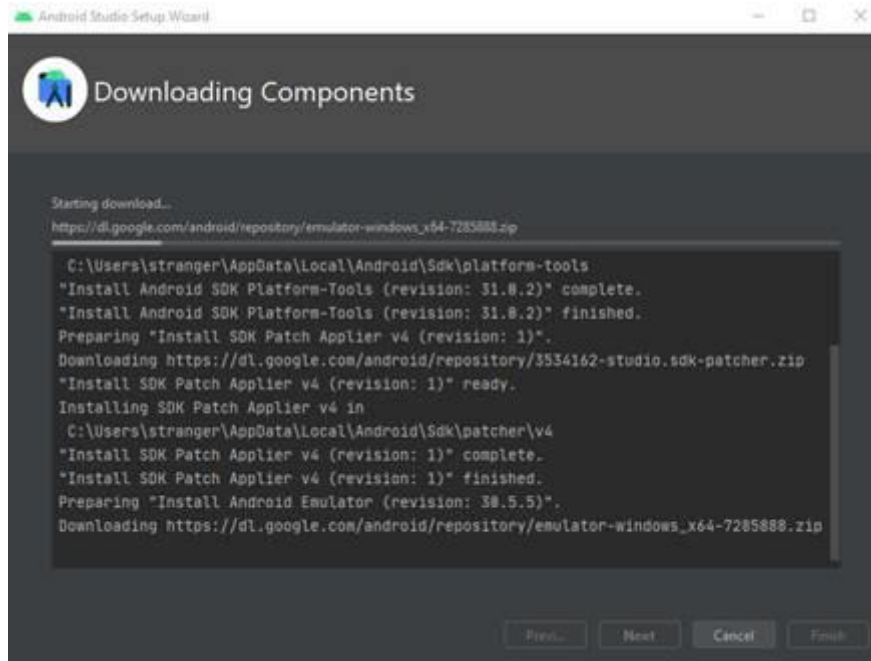 Android Studio Setup Wizard
Downloading Components
Starting download...
https://dl.google.com/android/repository/emulator-windows_x64-7285888.zip
C:\Users\stranger\AppData\Local\Android\Sdk\platform-tools
"Install Android SDK Platform-Tools (revision: 31.0.2)" complete.
"Install Android SDK Platform-Tools (revision: 31.0.2)" finished.
Preparing "Install SDK Patch Applier v4 (revision: 1)".
Downloading https://dl.google.com/android/repository/3534162-studio.sdk-patcher.zip
"Install SDK Patch Applier v4 (revision: 1)" ready.
Installing SDK Patch Applier v4 in
C:\Users\stranger\AppData\Local\Android\Sdk\patcher\v4
"Install SDK Patch Applier v4 (revision: 1)" complete.
"Install SDK Patch Applier v4 (revision: 1)" finished.
Preparing "Install Android Emulator (revision: 30.5.5)".
Downloading https://dl.google.com/android/repository/emulator-windows_x64-7285888.zip
Next Cancel Finish